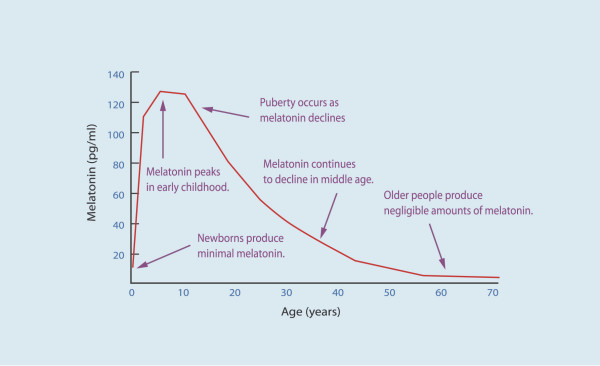 140
120
100
80
60
40
20
Melatonin (pg/ml)
Puberty occurs as
melatonin declines
Melatonin peaks
in early childhood.
Melatonin continues
to decline in middle age.
Older people produce
negligible amounts of melatonin.
Newborns produce
minimal melatonin.
0 10 20 30 40 50 60 70
Age (years)